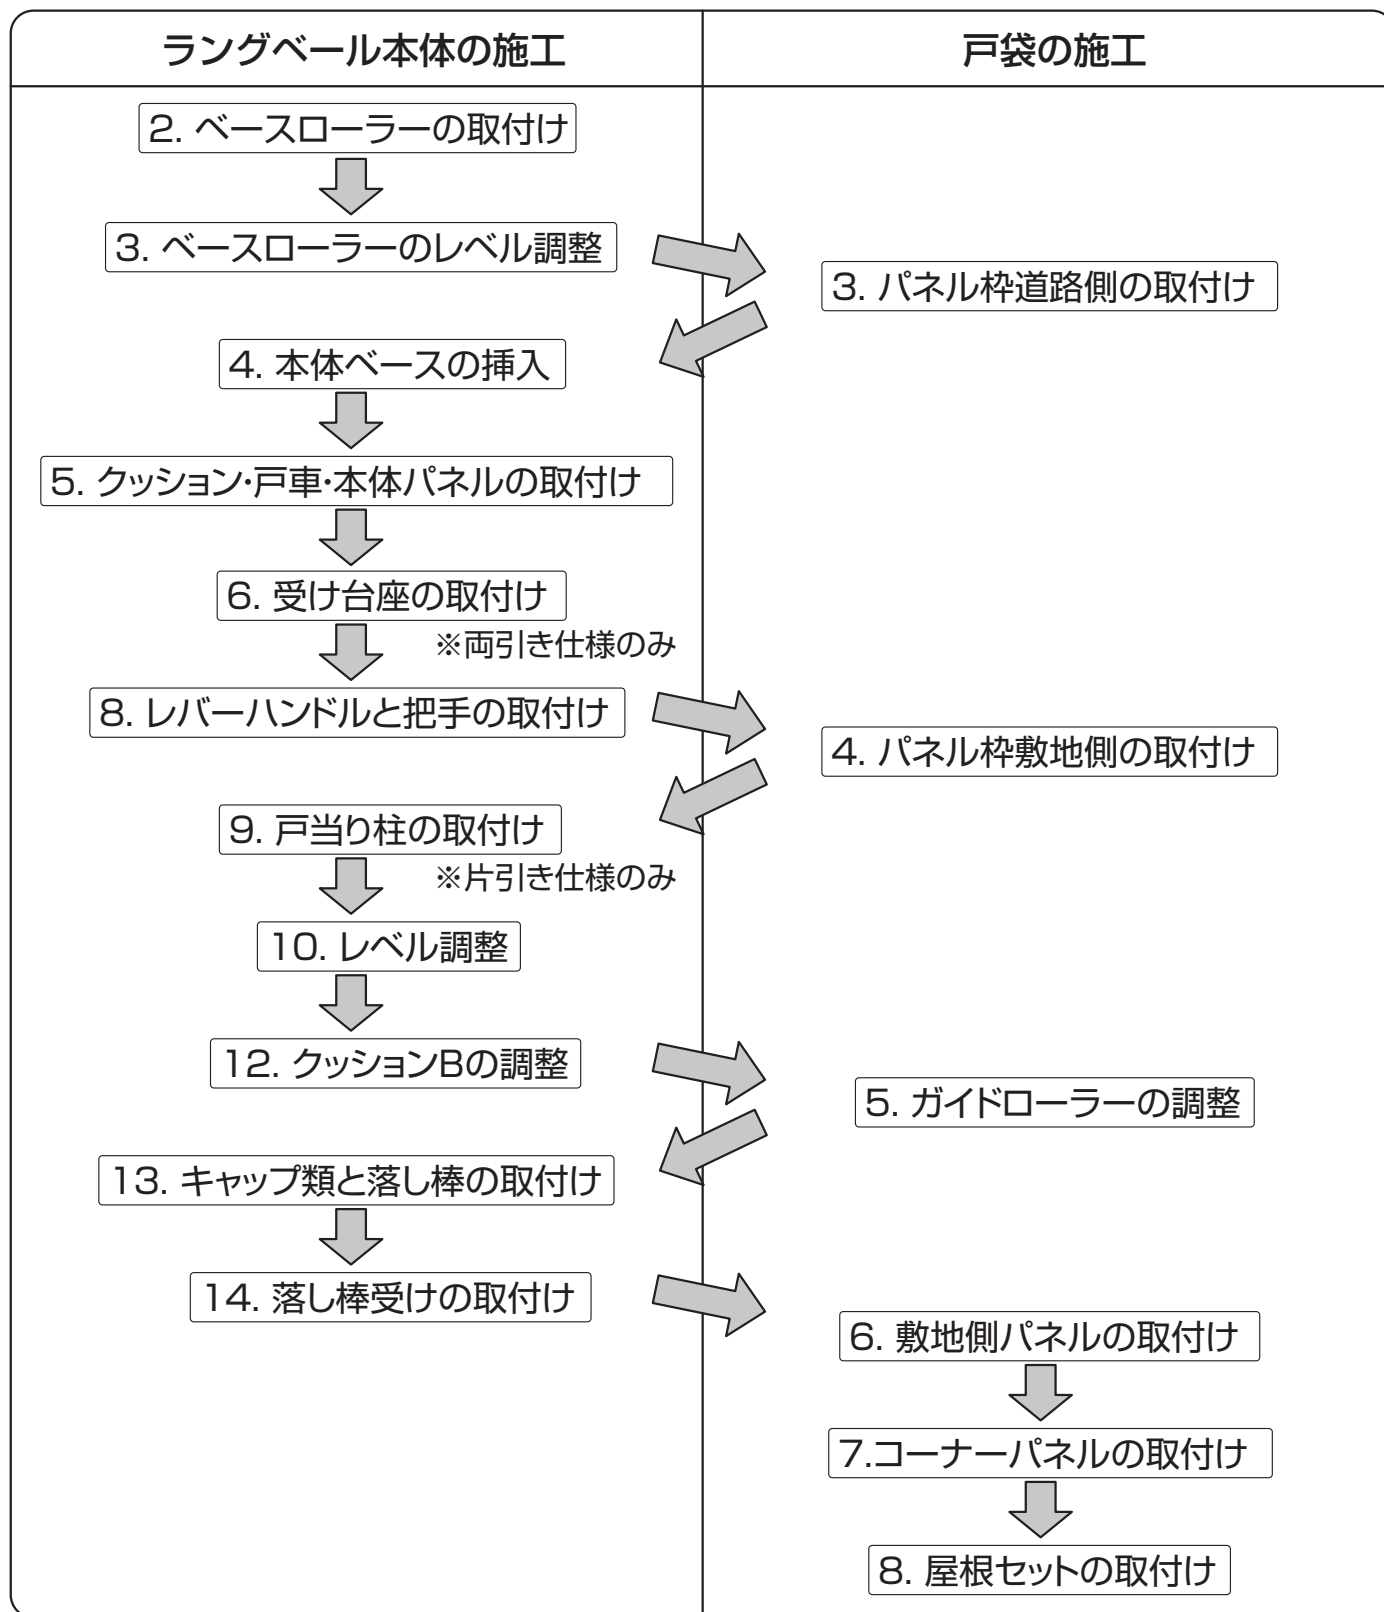 ラングベール本体の施工
戸袋の施工
2. ベースローラーの取付け
3. ベースローラーのレベル調整
3. パネル枠道路側の取付け
4. 本体ベースの挿入
5. クッション・戸車・本体パネルの取付け
6. 受け台座の取付け
※両引き仕様のみ
8. レバーハンドルと把手の取付け
4. パネル枠敷地側の取付け
9. 戸当り柱の取付け
※片引き仕様のみ
10. レベル調整
12. クッションBの調整
5. ガイドローラーの調整
13. キャップ類と落し棒の取付け
14. 落し棒受けの取付け
6. 敷地側パネルの取付け
7.コーナーパネルの取付け
8. 屋根セットの取付け